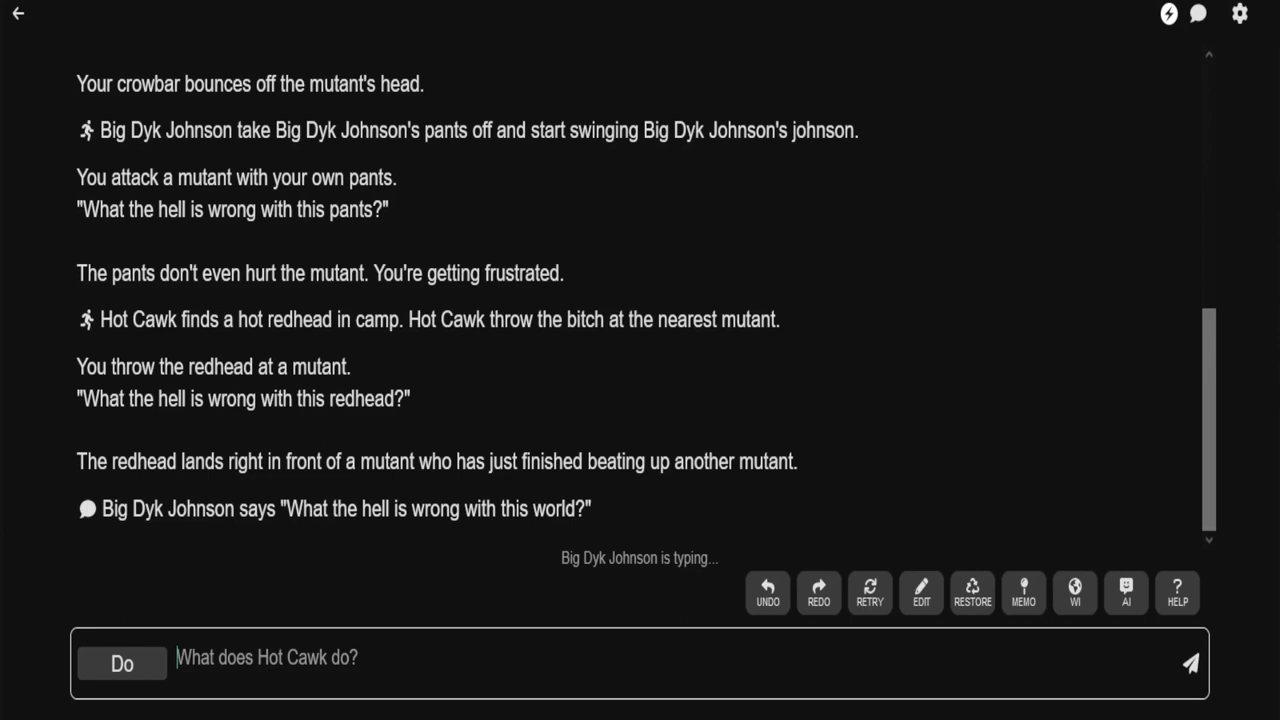 Your crowbar bounces off the mutant's head.
Big Dyk Johnson take Big Dyk Johnson's pants off and start swinging Big Dyk Johnson's johnson.
You attack a mutant with your own pants.
"What the hell is wrong with this pants?"
The pants don't even hurt the mutant. You're getting frustrated.
Hot Cawk finds a hot redhead in camp. Hot Cawk throw the bitch at the nearest mutant.
You throw the redhead at a mutant.
"What the hell is wrong with this redhead?"
The redhead lands right in front of a mutant who has just finished beating up another mutant.
Big Dyk Johnson says "What the hell is wrong with this world?"
Big Dyk Johnson is typing...
UNDO REDO RETRY EDIT RESTORE MEMO WI AI HELP
Do What does Hot Cawk do?